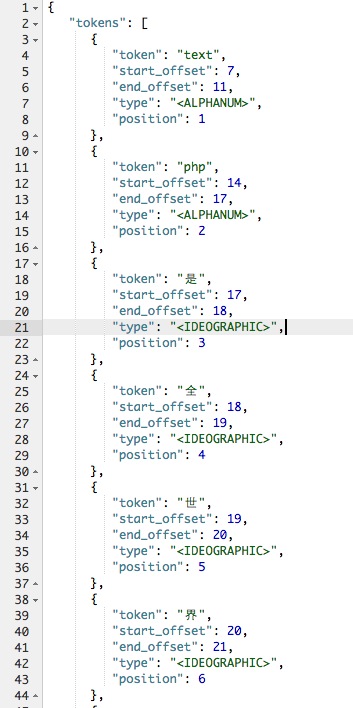 1 {
2 "tokens": [
3 {
4 "token": "text",
5 "start_offset": 7,
6 "end_offset": 11,
7 "type": "<ALPHANUM>",
8 "position": 1
9 },
10 {
11 "token": "php",
12 "start_offset": 14,
13 "end_offset": 17,
14 "type": "<ALPHANUM>",
15 "position": 2
16 },
17 {
18 "token": "是",
19 "start_offset": 17,
20 "end_offset": 18,
21 "type": "<IDEOGRAPHIC>",
22 "position": 3
23 },
24 {
25 "token": "全",
26 "start_offset": 18,
27 "end_offset": 19,
28 "type": "<IDEOGRAPHIC>",
29 "position": 4
30 },
31 {
32 "token": "世",
33 "start_offset": 19,
34 "end_offset": 20,
35 "type": "<IDEOGRAPHIC>",
36 "position": 5
37 },
38 {
39 "token": "界",
40 "start_offset": 20,
41 "end_offset": 21,
42 "type": "<IDEOGRAPHIC>",
43 "position": 6
44 },